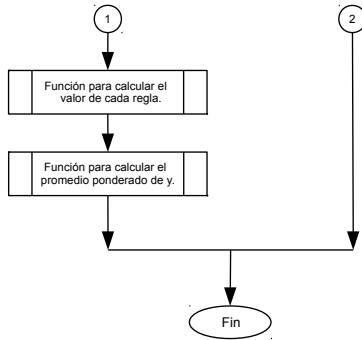 1
2
Función para calcular el
valor de cada regla.
Función para calcular el
promedio ponderado de y.
Fin